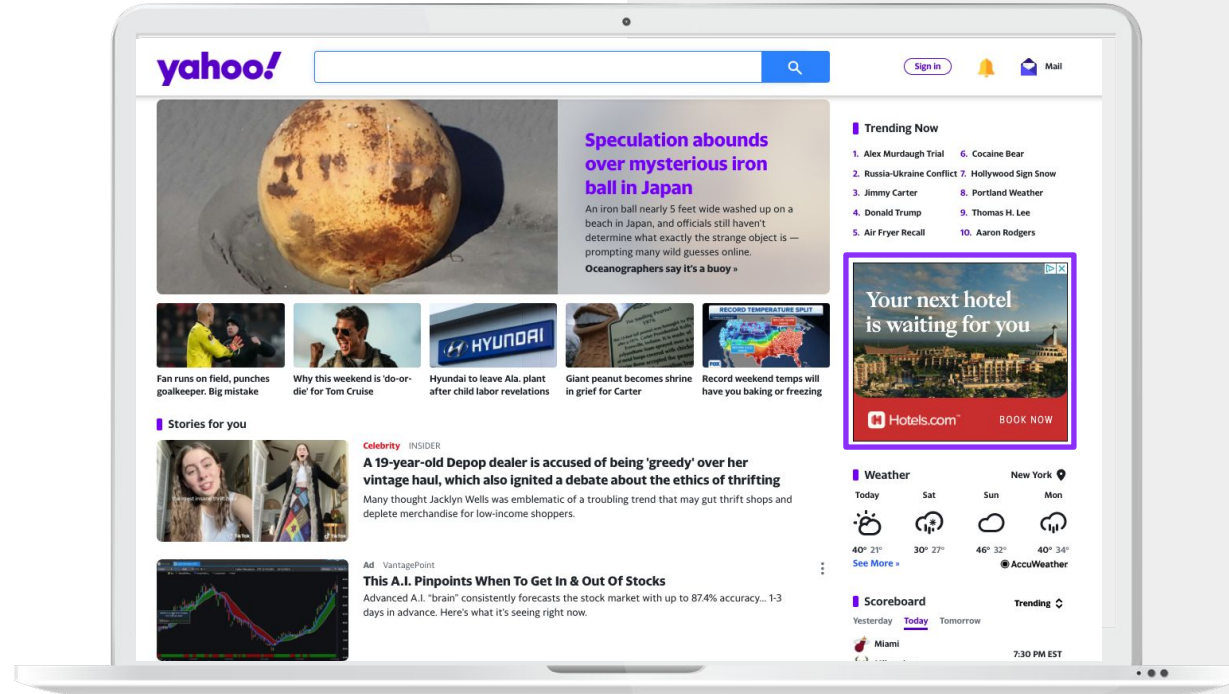 yahoo!
Sign in
Mail
Speculation abounds
over mysterious iron
ball in Japan
An iron ball nearly 5 feet wide washed up on a
beach in Japan, and officials still haven't
determine what exactly the strange object is —
prompting many wild guesses online.
Oceanographers say it's a buoy »
Fan runs on field, punches
goalkeeper. Big mistake
Why this weekend is 'do-or-
die' for Tom Cruise
HYUNDAI
Hyundai to leave Ala. plant
after child labor revelations
Giant peanut becomes shrine
in grief for Carter
RECORD TEMPERATURE SPLIT
FOX
Record weekend temps will
have you baking or freezing
Stories for you
TikTok
TikTok
Celebrity INSIDER
A 19-year-old Depop dealer is accused of being 'greedy' over her
vintage haul, which also ignited a debate about the ethics of thrifting
Many thought Jacklyn Wells was emblematic of a troubling trend that may gut thrift shops and
deplete merchandise for low-income shoppers.
Ad VantagePoint
This A.I. Pinpoints When To Get In & Out Of Stocks
Advanced A.I. "brain" consistently forecasts the stock market with up to 87.4% accuracy... 1-3
days in advance. Here's what it's seeing right now.
Trending Now
1. Alex Murdaugh Trial
2. Russia-Ukraine Conflict
3. Jimmy Carter
4. Donald Trump
5. Air Fryer Recall
6. Cocaine Bear
7. Hollywood Sign Snow
8. Portland Weather
9. Thomas H. Lee
10. Aaron Rodgers
Your next hotel
is waiting for you
Hotels.com™
BOOK NOW
Weather
New York
Today Sat Sun Mon
40° 21° 30° 27° 46° 32° 40° 34°
See More »
AccuWeather
Scoreboard
Trending
Yesterday Today Tomorrow
Miami
7:30 PM EST